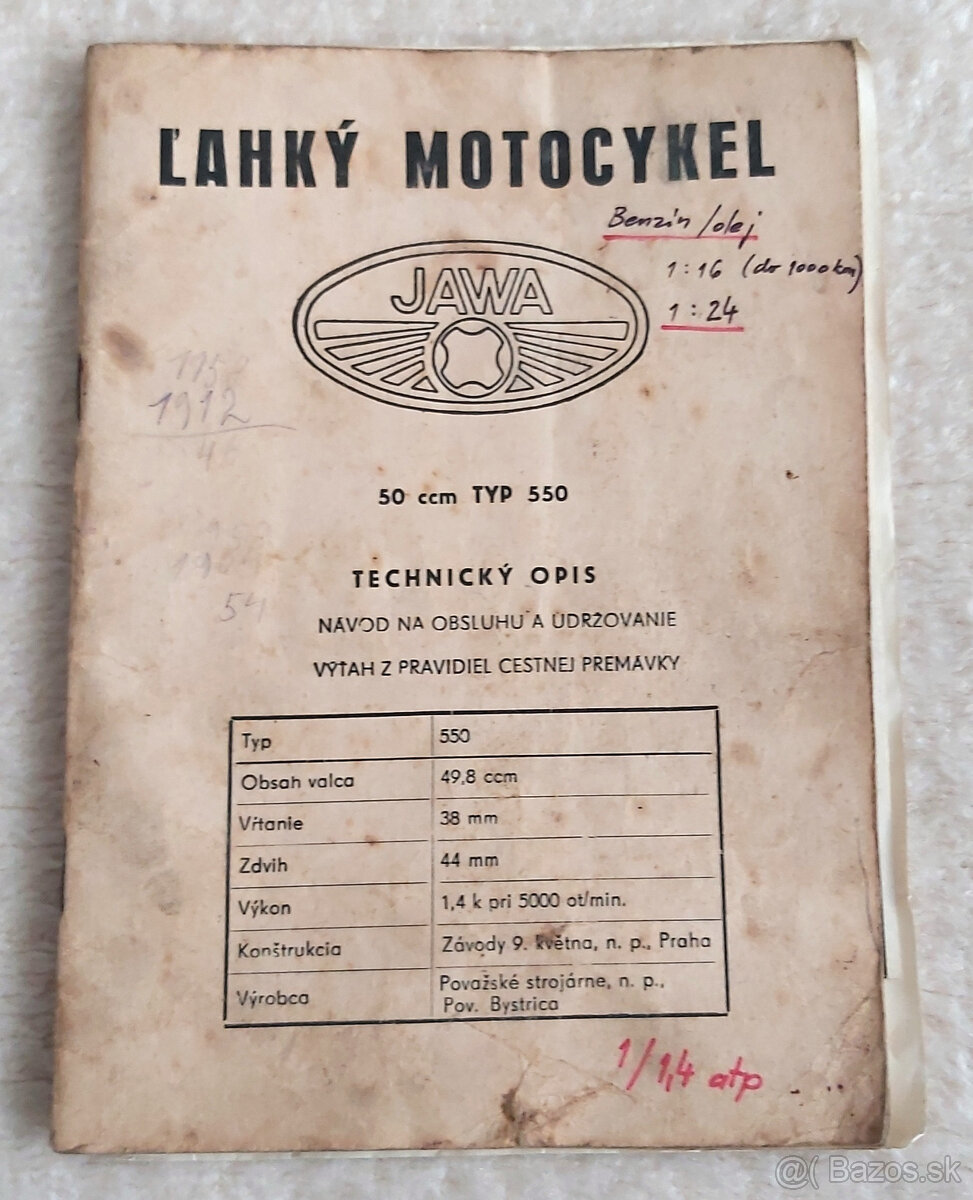 ĽAHKÝ MOTOCYKEL
Benzín/olej
1:16 (do 1000km)
1:24
JAWA
1912
54
50 ccm TYP 550
TECHNICKÝ OPIS
NÁVOD NA OBSLUHU A ÚDRŽOVANIE
VÝŤAH Z PRAVIDIEL CESTNEJ PREMÁVKY
Typ 550
Obsah valca 49,8 ccm
Vŕtanie 38 mm
Zdvih 44 mm
Výkon 1,4 k pri 5000 ot/min.
Konštrukcia Závody 9. května, n. p., Praha
Výrobca Považské strojárne, n. p.,
Pov. Bystrica
1/1,4 atp
@( Bazos.sk